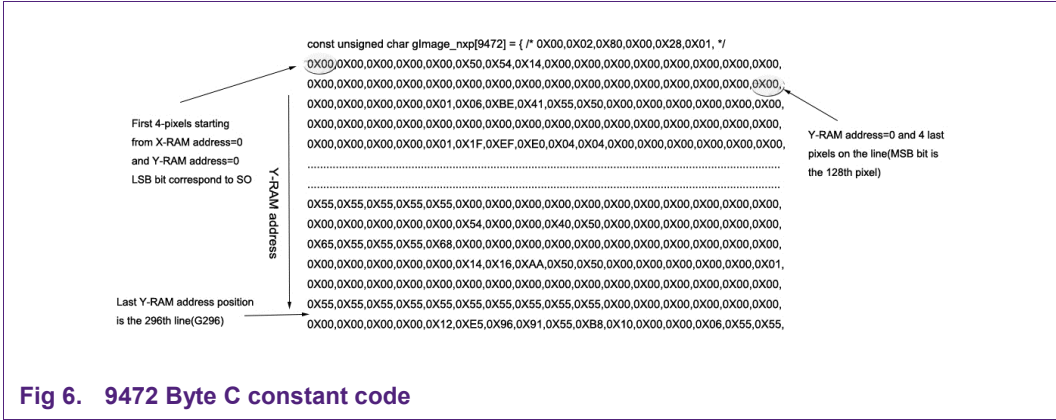 const unsigned char gImage_nxp[9472] = { /* 0X00,0X02,0X80,0X00,0X28,0X01, */
0X00,0X00,0X00,0X00,0X00,0X50,0X54,0X14,0X00,0X00,0X00,0X00,0X00,0X00,0X00,0X00,
0X00,0X00,0X00,0X00,0X00,0X00,0X00,0X00,0X00,0X00,0X00,0X00,0X00,0X00,0X00,0X00,
0X00,0X00,0X00,0X00,0X01,0X06,0XBE,0X41,0X55,0X50,0X00,0X00,0X00,0X00,0X00,0X00,
0X00,0X00,0X00,0X00,0X00,0X00,0X00,0X00,0X00,0X00,0X00,0X00,0X00,0X00,0X00,0X00,
0X00,0X00,0X00,0X00,0X01,0X1F,0XEF,0XE0,0X04,0X04,0X00,0X00,0X00,0X00,0X00,0X00,
................................................................................
................................................................................
0X55,0X55,0X55,0X55,0X55,0X00,0X00,0X00,0X00,0X00,0X00,0X00,0X00,0X00,0X00,0X00,
0X00,0X00,0X00,0X00,0X00,0X54,0X00,0X00,0X40,0X50,0X00,0X00,0X00,0X00,0X00,0X00,
0X65,0X55,0X55,0X55,0X68,0X00,0X00,0X00,0X00,0X00,0X00,0X00,0X00,0X00,0X00,0X00,
0X00,0X00,0X00,0X00,0X00,0X14,0X16,0XAA,0X50,0X50,0X00,0X00,0X00,0X00,0X00,0X01,
0X00,0X00,0X00,0X00,0X00,0X00,0X00,0X00,0X00,0X00,0X00,0X00,0X00,0X00,0X00,0X00,
0X55,0X55,0X55,0X55,0X55,0X55,0X55,0X55,0X55,0X55,0X00,0X00,0X00,0X00,0X00,0X00,
0X00,0X00,0X00,0X00,0X12,0XE5,0X96,0X91,0X55,0XB8,0X10,0X00,0X00,0X06,0X55,0X55,
First 4-pixels starting
from X-RAM address=0
and Y-RAM address=0
LSB bit correspond to SO
Y-RAM address
Y-RAM address=0 and 4 last
pixels on the line(MSB bit is
the 128th pixel)
Last Y-RAM address position
is the 296th line(G296)
Fig 6. 9472 Byte C constant code